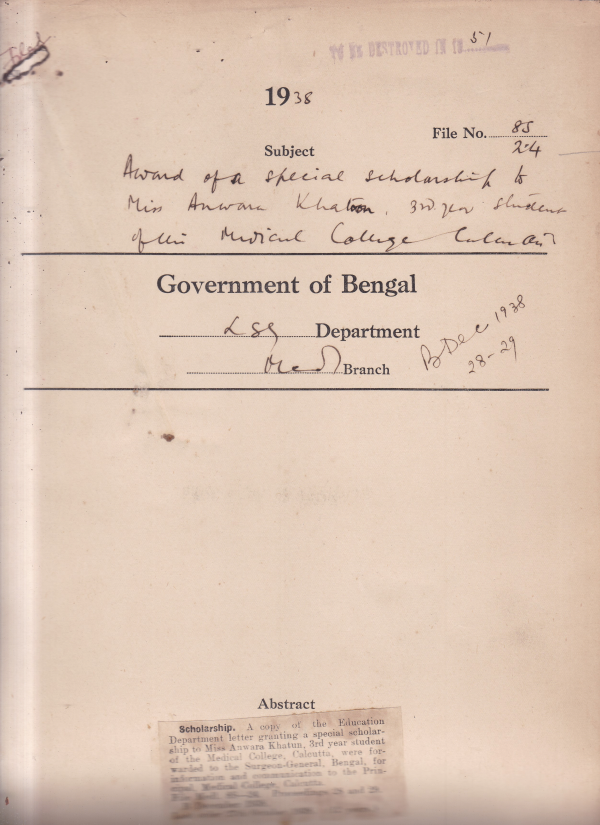 TO BE DESTROYED IN 19 51
1938
File No. 85
2-4
Subject
Award of a special scholarship to
Miss Anwara Khatoon, 3rd year student
of the Medical College Calcutta
Government of Bengal
LSG Department
Med Branch
B Dec 1938
28-29
Abstract
Scholarship. A copy of the Education
Department letter granting a special scholar-
ship to Miss Anwara Khatun, 3rd year student
of the Medical College, Calcutta, were for-
warded to the Surgeon-General, Bengal, for
information and communication to the Prin-
cipal, Medical College, Calcutta.